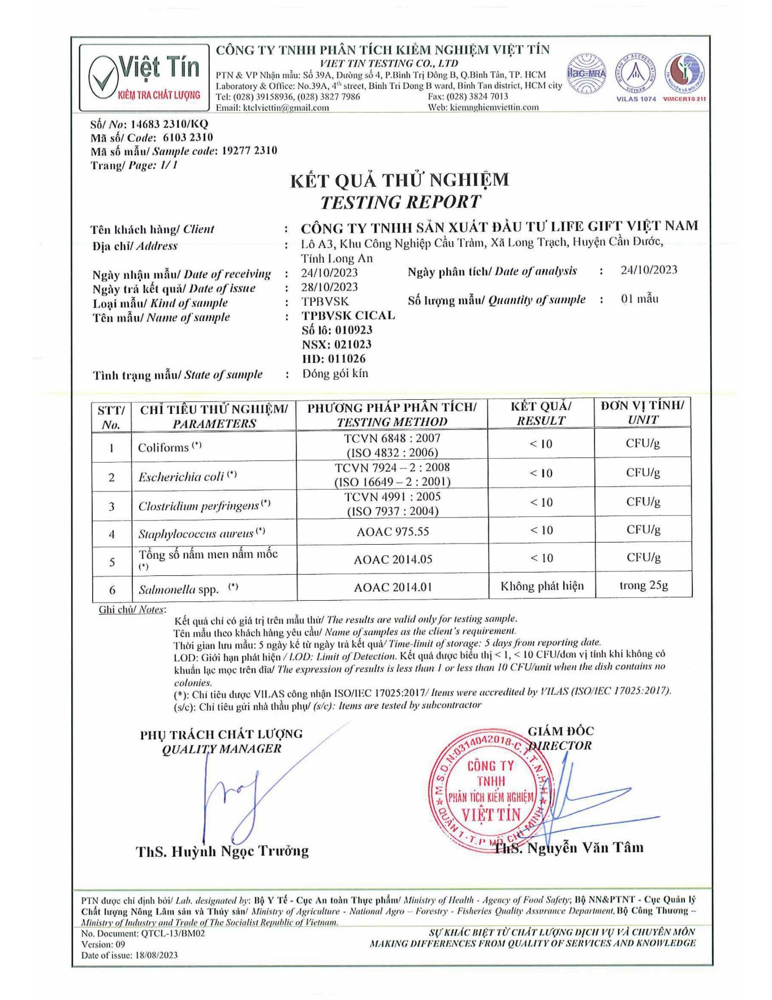 Việt Tín
KIỂM TRA CHẤT LƯỢNG
CÔNG TY TNHH PHÂN TÍCH KIỂM NGHIỆM VIỆT TÍN
VIET TIN TESTING CO., LTD
PTN & VP Nhận mẫu: Số 39A, Đường số 4, P.Bình Trị Đông B, Q.Bình Tân, TP. HCM
Laboratory & Office: No.39A, 4th street, Binh Tri Dong B ward, Binh Tan district, HCM city
Tel: (028) 39158936, (028) 3827 7986 Fax: (028) 3824 7013
Email: ktclviettin@gmail.com Web: kiemnghiemviettin.com
ilac-MRA
BUREAU OF ACCREDITATION
VIETNAM
VILAS 1074
TÀI NGUYÊN VÀ MÔI TRƯỜNG
VIMCERTS 211
Số/ No: 14683 2310/KQ
Mã số/ Code: 6103 2310
Mã số mẫu/ Sample code: 19277 2310
Trang/ Page: 1/ 1
KẾT QUẢ THỬ NGHIỆM
TESTING REPORT
Tên khách hàng/ Client : CÔNG TY TNHH SẢN XUẤT ĐẦU TƯ LIFE GIFT VIỆT NAM
Địa chỉ/ Address : Lô A3, Khu Công Nghiệp Cầu Tràm, Xã Long Trạch, Huyện Cần Đước,
Tỉnh Long An
Ngày nhận mẫu/ Date of receiving : 24/10/2023 Ngày phân tích/ Date of analysis : 24/10/2023
Ngày trả kết quả/ Date of issue : 28/10/2023
Loại mẫu/ Kind of sample : TPBVSK Số lượng mẫu/ Quantity of sample : 01 mẫu
Tên mẫu/ Name of sample : TPBVSK CICAL
Số lô: 010923
NSX: 021023
HD: 011026
Tình trạng mẫu/ State of sample : Đóng gói kín
STT/ CHỈ TIÊU THỬ NGHIỆM/ PHƯƠNG PHÁP PHÂN TÍCH/ KẾT QUẢ/ ĐƠN VỊ TÍNH/
No. PARAMETERS TESTING METHOD RESULT UNIT
1 Coliforms (*) TCVN 6848 : 2007 < 10 CFU/g
(ISO 4832 : 2006)
2 Escherichia coli (*) TCVN 7924 – 2 : 2008 < 10 CFU/g
(ISO 16649 – 2 : 2001)
3 Clostridium perfringens (*) TCVN 4991 : 2005 < 10 CFU/g
(ISO 7937 : 2004)
4 Staphylococcus aureus (*) AOAC 975.55 < 10 CFU/g
5 Tổng số nấm men nấm mốc AOAC 2014.05 < 10 CFU/g
(*)
6 Salmonella spp. (*) AOAC 2014.01 Không phát hiện trong 25g
Ghi chú/ Notes:
Kết quả chỉ có giá trị trên mẫu thử/ The results are valid only for testing sample.
Tên mẫu theo khách hàng yêu cầu/ Name of samples as the client's requirement.
Thời gian lưu mẫu: 5 ngày kể từ ngày trả kết quả/ Time-limit of storage: 5 days from reporting date.
LOD: Giới hạn phát hiện / LOD: Limit of Detection. Kết quả được biểu thị < 1, < 10 CFU/đơn vị tính khi không có
khuẩn lạc mọc trên đĩa/ The expression of results is less than 1 or less than 10 CFU/unit when the dish contains no
colonies.
(*): Chỉ tiêu được VILAS công nhận ISO/IEC 17025:2017/ Items were accredited by VILAS (ISO/IEC 17025:2017).
(s/c): Chỉ tiêu gửi nhà thầu phụ/ (s/c): Items are tested by subcontractor
PHỤ TRÁCH CHẤT LƯỢNG
QUALITY MANAGER
GIÁM ĐỐC
DIRECTOR
M.S.D.N:0314042018-C.T.T.N.H.H
CÔNG TY
TNHH
PHÂN TÍCH KIỂM NGHIỆM
VIỆT TÍN
QUẬN 1-T.P HỒ CHÍ MINH
ThS. Huỳnh Ngọc Trưởng
ThS. Nguyễn Văn Tâm
PTN được chỉ định bởi/ Lab. designated by: Bộ Y Tế - Cục An toàn Thực phẩm/ Ministry of Health - Agency of Food Safety; Bộ NN&PTNT - Cục Quản lý
Chất lượng Nông Lâm sản và Thủy sản/ Ministry of Agriculture - National Agro – Forestry - Fisheries Quality Assurance Department, Bộ Công Thương –
Ministry of Industry and Trade of The Socialist Republic of Vietnam.
No. Document: QTCL-13/BM02
Version: 09
Date of issue: 18/08/2023
SỰ KHÁC BIỆT TỪ CHẤT LƯỢNG DỊCH VỤ VÀ CHUYÊN MÔN
MAKING DIFFERENCES FROM QUALITY OF SERVICES AND KNOWLEDGE